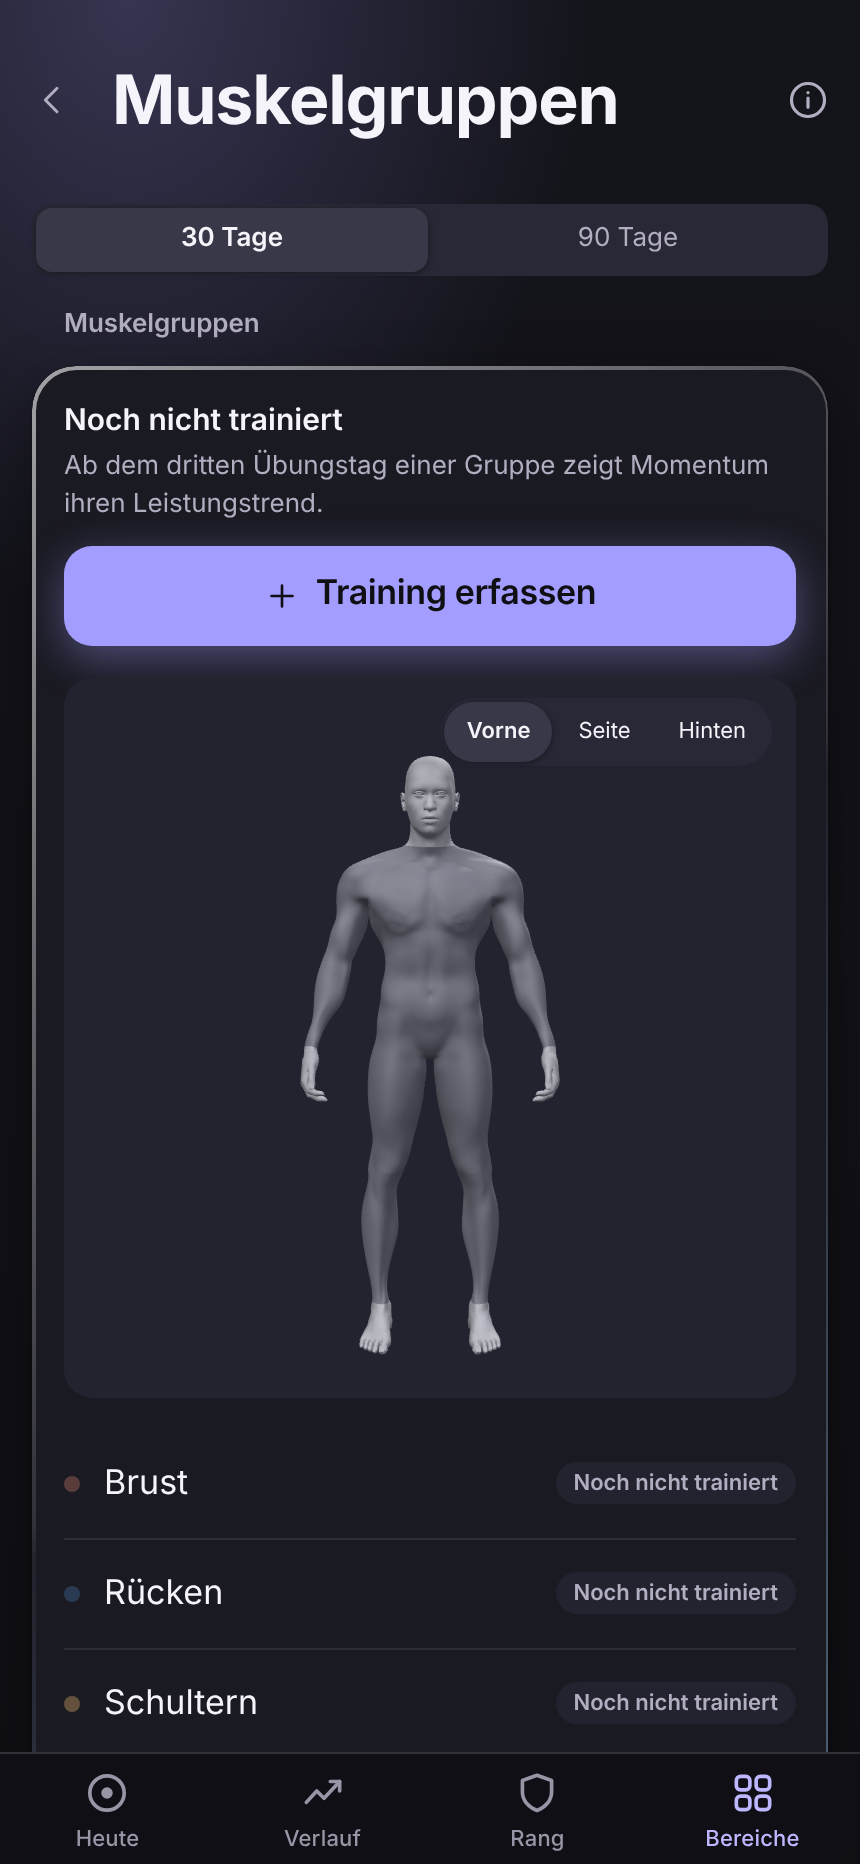 Muskelgruppen
30 Tage
90 Tage
Muskelgruppen
Noch nicht trainiert
Ab dem dritten Übungstag einer Gruppe zeigt Momentum
ihren Leistungstrend.
Training erfassen
Vorne
Seite
Hinten
Brust
Noch nicht trainiert
Rücken
Noch nicht trainiert
Schultern
Noch nicht trainiert
Heute
Verlauf
Rang
Bereiche